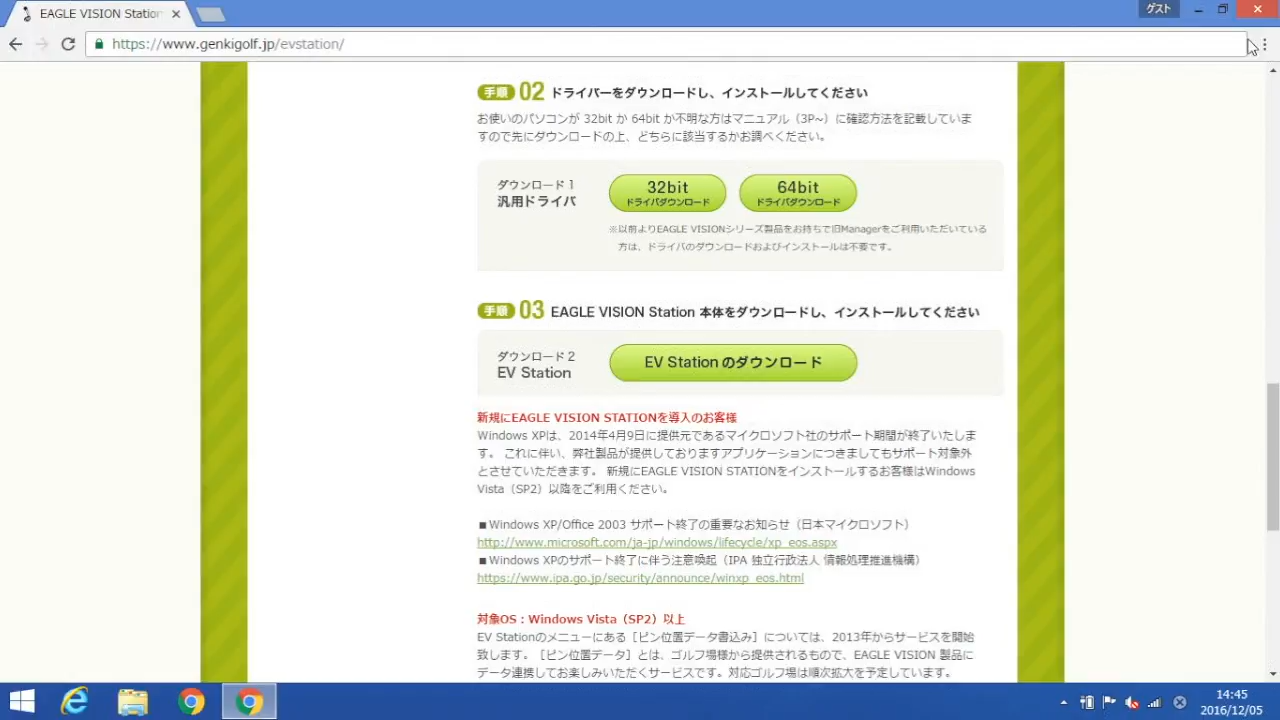 EAGLE VISION Station
ゲスト
https://www.genkigolf.jp/evstation/
手順 02 ドライバーをダウンロードし、インストールしてください
お使いのパソコンが 32bit か 64bit か不明な方はマニュアル（3P~）に確認方法を記載していま
すので先にダウンロードの上、どちらに該当するかお調べください。
ダウンロード 1
汎用ドライバ
32bit
ドライバダウンロード
64bit
ドライバダウンロード
※以前よりEAGLE VISIONシリーズ製品をお持ちで旧Managerをご利用いただいている
方は、ドライバのダウンロードおよびインストールは不要です。
手順 03 EAGLE VISION Station 本体をダウンロードし、インストールしてください
ダウンロード 2
EV Station
EV Station のダウンロード
新規にEAGLE VISION STATIONを導入のお客様
Windows XPは、2014年4月9日に提供元であるマイクロソフト社のサポート期間が終了いたしま
す。 これに伴い、弊社製品が提供しておりますアプリケーションにつきましてもサポート対象外
とさせていただきます。 新規にEAGLE VISION STATIONをインストールするお客様はWindows
Vista（SP2）以降をご利用ください。
■Windows XP/Office 2003 サポート終了の重要なお知らせ（日本マイクロソフト）
http://www.microsoft.com/ja-jp/windows/lifecycle/xp_eos.aspx
■Windows XPのサポート終了に伴う注意喚起（IPA 独立行政法人 情報処理推進機構）
https://www.ipa.go.jp/security/announce/winxp_eos.html
対象OS：Windows Vista（SP2）以上
EV Stationのメニューにある［ピン位置データ書込み］については、2013年からサービスを開始
致します。［ピン位置データ］とは、ゴルフ場様から提供されるもので、EAGLE VISION 製品に
データ連携してお楽しみいただくサービスです。対応ゴルフ場は順次拡大を予定しています。
14:45
2016/12/05